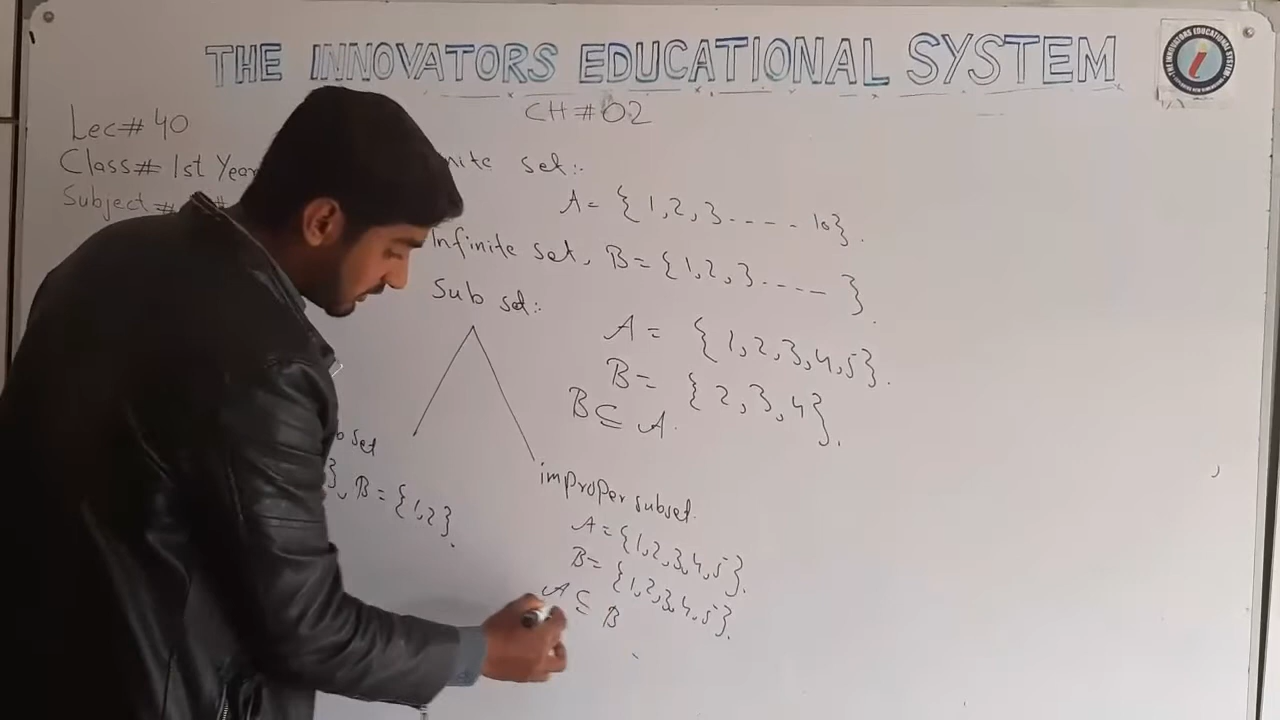 THE INNOVATORS EDUCATIONAL SYSTEM
CH # 02
Lec# 40
Class# 1st Year
Subject #
set:-
A= {1,2,3-----10}.
Infinite set, B= {1,2,3-----}.
Sub set:-
A= {1,2,3,4,5}.
B= {2,3,4}.
B⊆A.
set
}, B= {1,2}.
improper subset.
A={1,2,3,4,5}.
B= {1,2,3,4,5}.
A⊆B